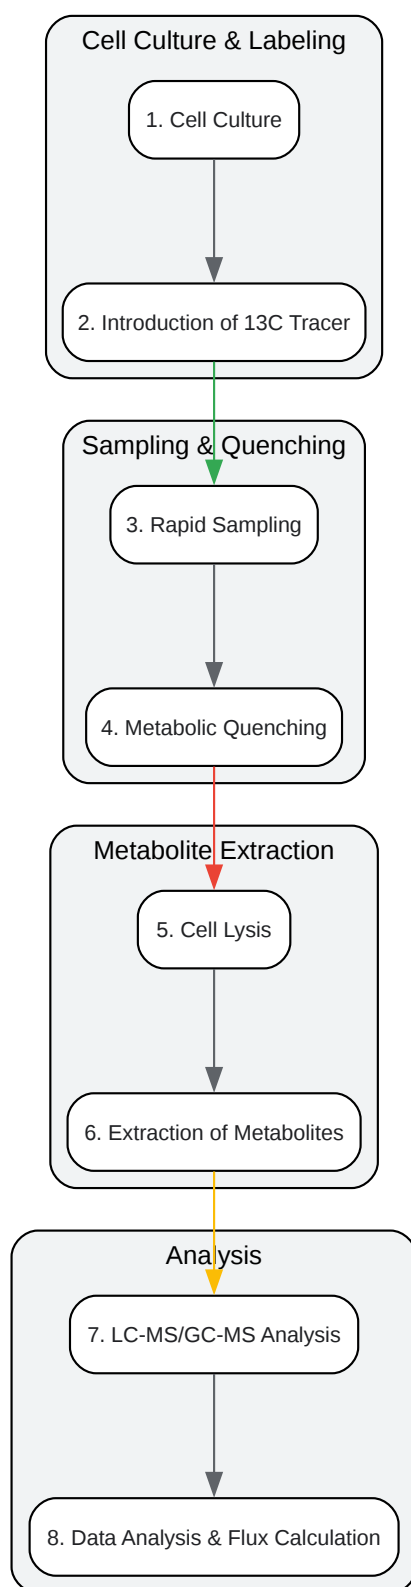 Cell Culture & Labeling
1. Cell Culture
2. Introduction of 13C Tracer
Sampling & Quenching
3. Rapid Sampling
4. Metabolic Quenching
Metabolite Extraction
5. Cell Lysis
6. Extraction of Metabolites
Analysis
7. LC-MS/GC-MS Analysis
8. Data Analysis & Flux Calculation